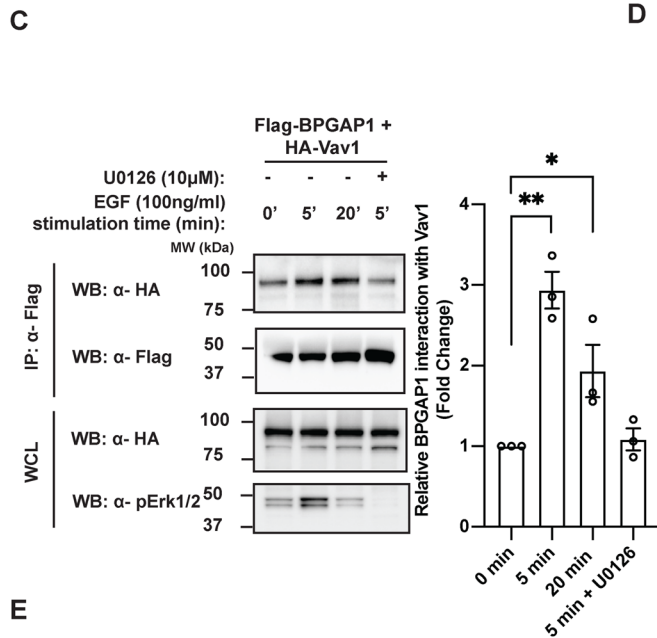 C
D
Flag-BPGAP1 +
HA-Vav1
U0126 (10μM): - - - +
EGF (100ng/ml)
stimulation time (min): 0' 5' 20' 5'
MW (kDa)
IP: α- Flag
WB: α- HA
100
75
WB: α- Flag
50
37
WCL
WB: α- HA
100
75
WB: α- pErk1/2
50
37
Relative BPGAP1 interaction with Vav1
(Fold Change)
*
**
4
3
2
1
0
0 min
5 min
20 min
5 min + U0126
E